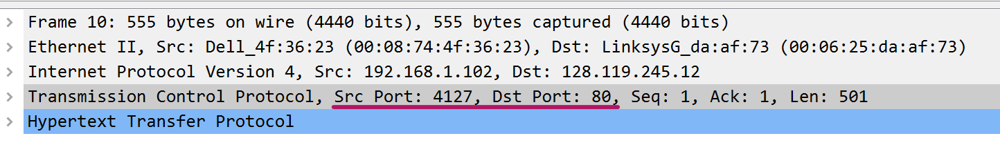 Frame 10: 555 bytes on wire (4440 bits), 555 bytes captured (4440 bits)
Ethernet II, Src: Dell_4f:36:23 (00:08:74:4f:36:23), Dst: LinksysG_da:af:73 (00:06:25:da:af:73)
Internet Protocol Version 4, Src: 192.168.1.102, Dst: 128.119.245.12
Transmission Control Protocol, Src Port: 4127, Dst Port: 80, Seq: 1, Ack: 1, Len: 501
Hypertext Transfer Protocol